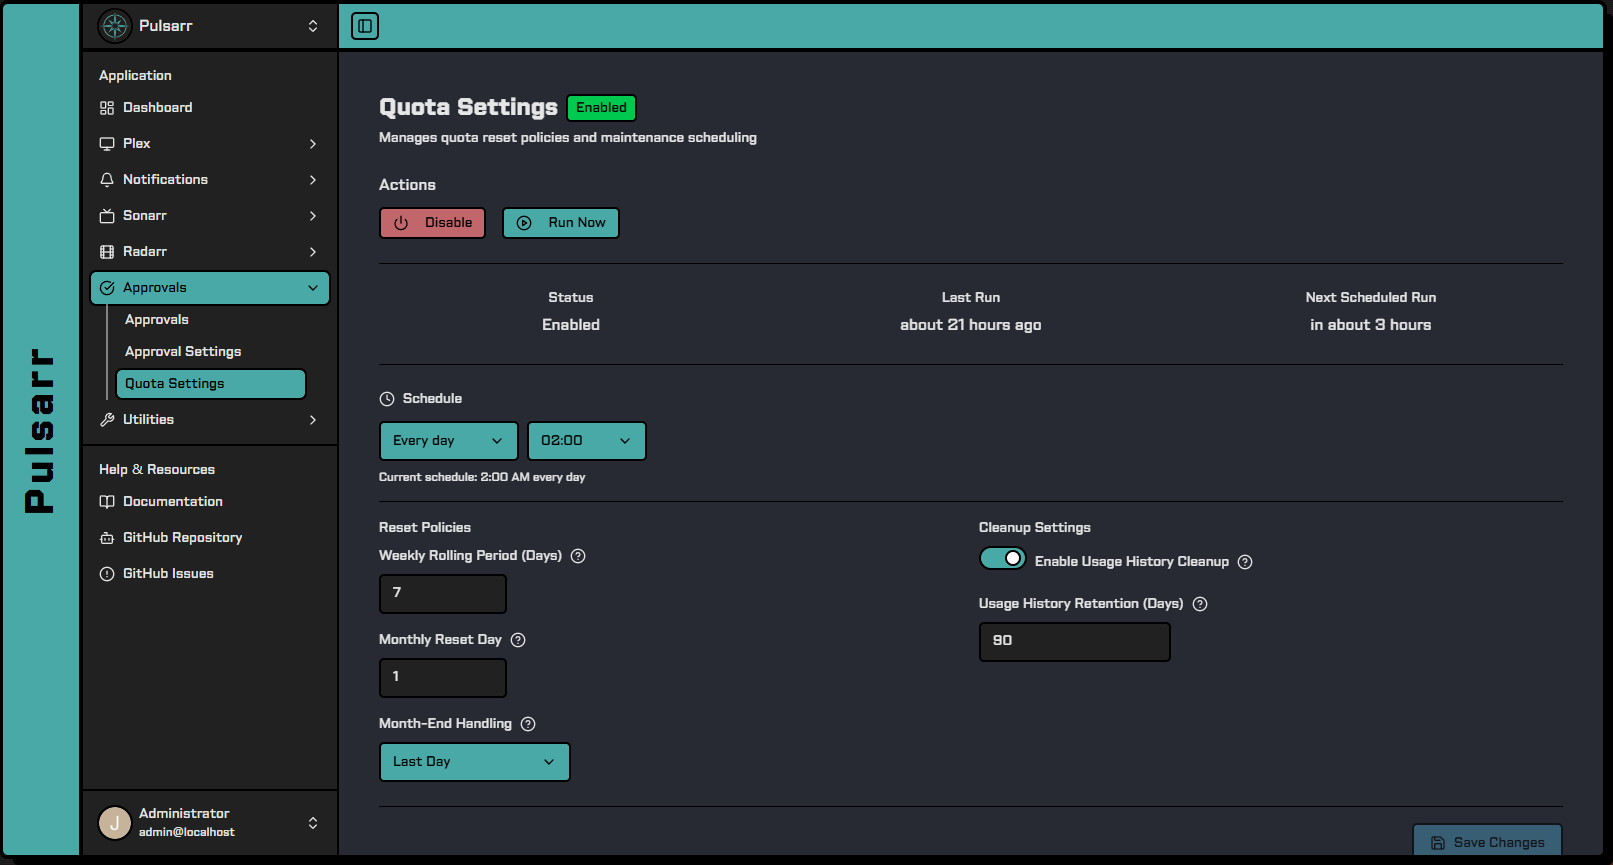 Pulsarr
Pulsarr
Application
Dashboard
Plex
Notifications
Sonarr
Radarr
Approvals
Approvals
Approval Settings
Quota Settings
Utilities
Help & Resources
Documentation
GitHub Repository
GitHub Issues
J
Administrator
admin@localhost
Quota Settings Enabled
Manages quota reset policies and maintenance scheduling
Actions
Disable Run Now
Status Last Run Next Scheduled Run
Enabled about 21 hours ago in about 3 hours
Schedule
Every day 02:00
Current schedule: 2:00 AM every day
Reset Policies
Weekly Rolling Period (Days)
7
Monthly Reset Day
1
Month-End Handling
Last Day
Cleanup Settings
Enable Usage History Cleanup
Usage History Retention (Days)
90
Save Changes